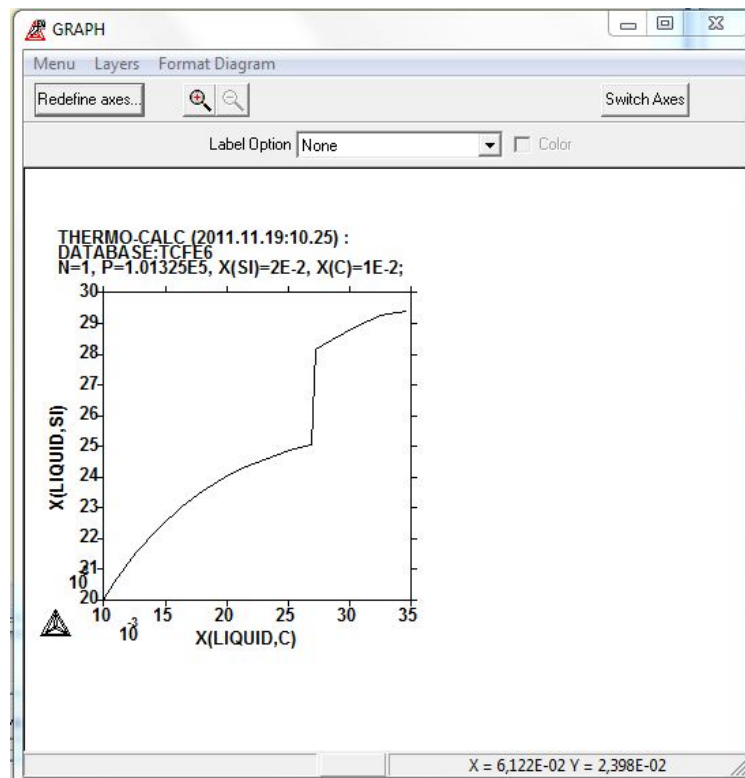 GRAPH
Menu Layers Format Diagram
Redefine axes... Switch Axes
Label Option None Color
THERMO-CALC (2011.11.19:10.25) :
DATABASE:TCFE6
N=1, P=1.01325E5, X(SI)=2E-2, X(C)=1E-2;
30
29
28
27
26
25
24
23
22
21
20
10
X(LIQUID,SI)
10 15 20 25 30 35
10-3
X(LIQUID,C)
X = 6,122E-02 Y = 2,398E-02